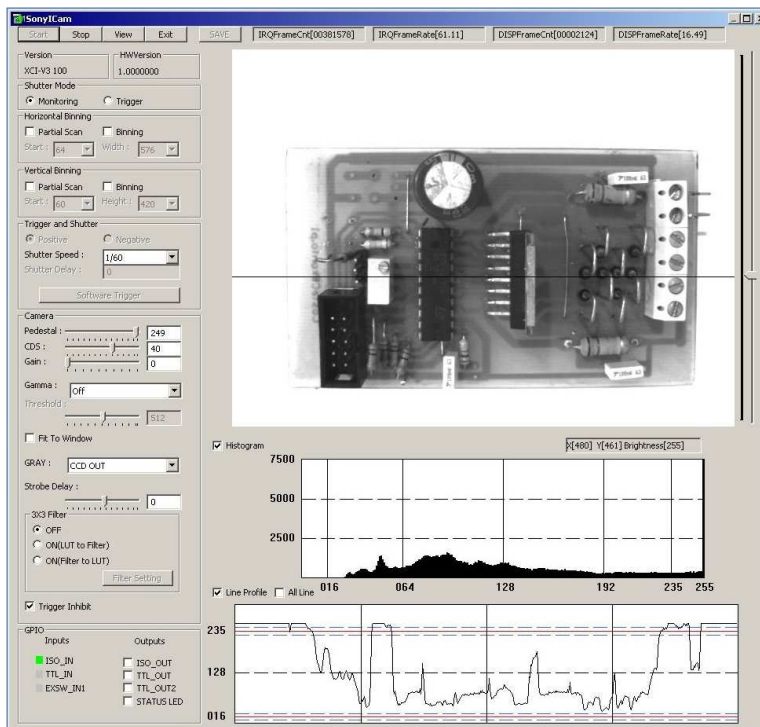 SonyICam
Start Stop View Exit SAVE IRQFrameCnt[00381578] IRQFrameRate[61.11] DISPFrameCnt[00002124] DISPFrameRate[16.49]
Version HWVersion
XCI-V3 100 1.0000000
Shutter Mode
Monitoring Trigger
Horizontal Binning
Partial Scan Binning
Start : 64 Width : 576
Vertical Binning
Partial Scan Binning
Start : 60 Height : 420
Trigger and Shutter
Positive Negative
Shutter Speed : 1/60
Shutter Delay : 0
Software Trigger
Camera
Pedestal : 249
CDS : 40
Gain : 0
Gamma : Off
Threshold : 512
Fit To Window
GRAY : CCD OUT
Strobe Delay : 0
3X3 Filter
OFF
ON(LUT to Filter)
ON(Filter to LUT)
Filter Setting
Trigger Inhibit
GPIO
Inputs Outputs
ISO_IN ISO_OUT
TTL_IN TTL_OUT
EXSW_IN1 TTL_OUT2
STATUS LED
Histogram X[480] Y[461] Brightness[255]
7500
5000
2500
016 064 128 192 235 255
Line Profile All Line
235
128
016